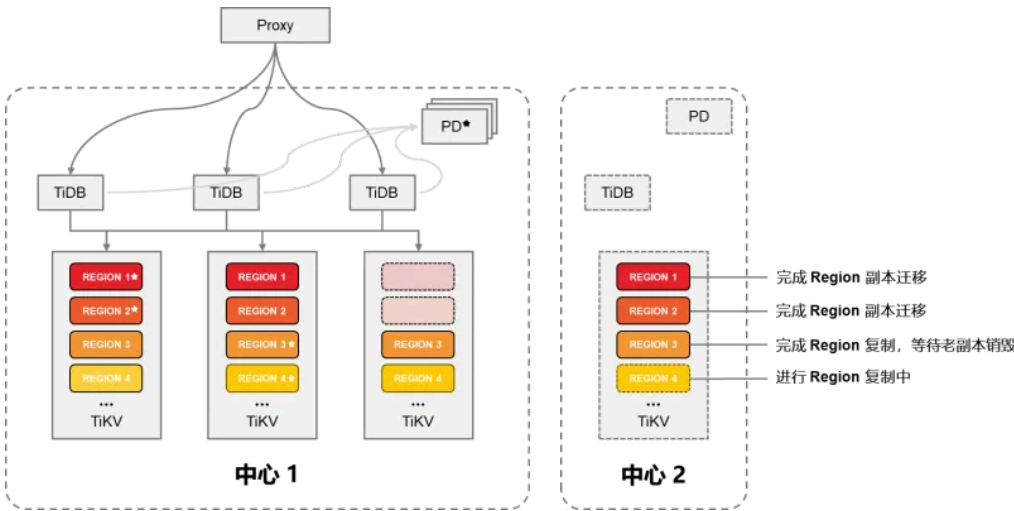 Proxy
PD★
PD
TiDB
TiDB
TiDB
TiDB
REGION 1★
REGION 2★
REGION 3
REGION 4
...
TiKV
REGION 1
REGION 2
REGION 3★
REGION 4★
...
TiKV
REGION 3
REGION 4
...
TiKV
REGION 1
REGION 2
REGION 3
REGION 4
...
TiKV
完成 Region 副本迁移
完成 Region 副本迁移
完成 Region 复制，等待老副本销毁
进行 Region 复制中
中心 1
中心 2